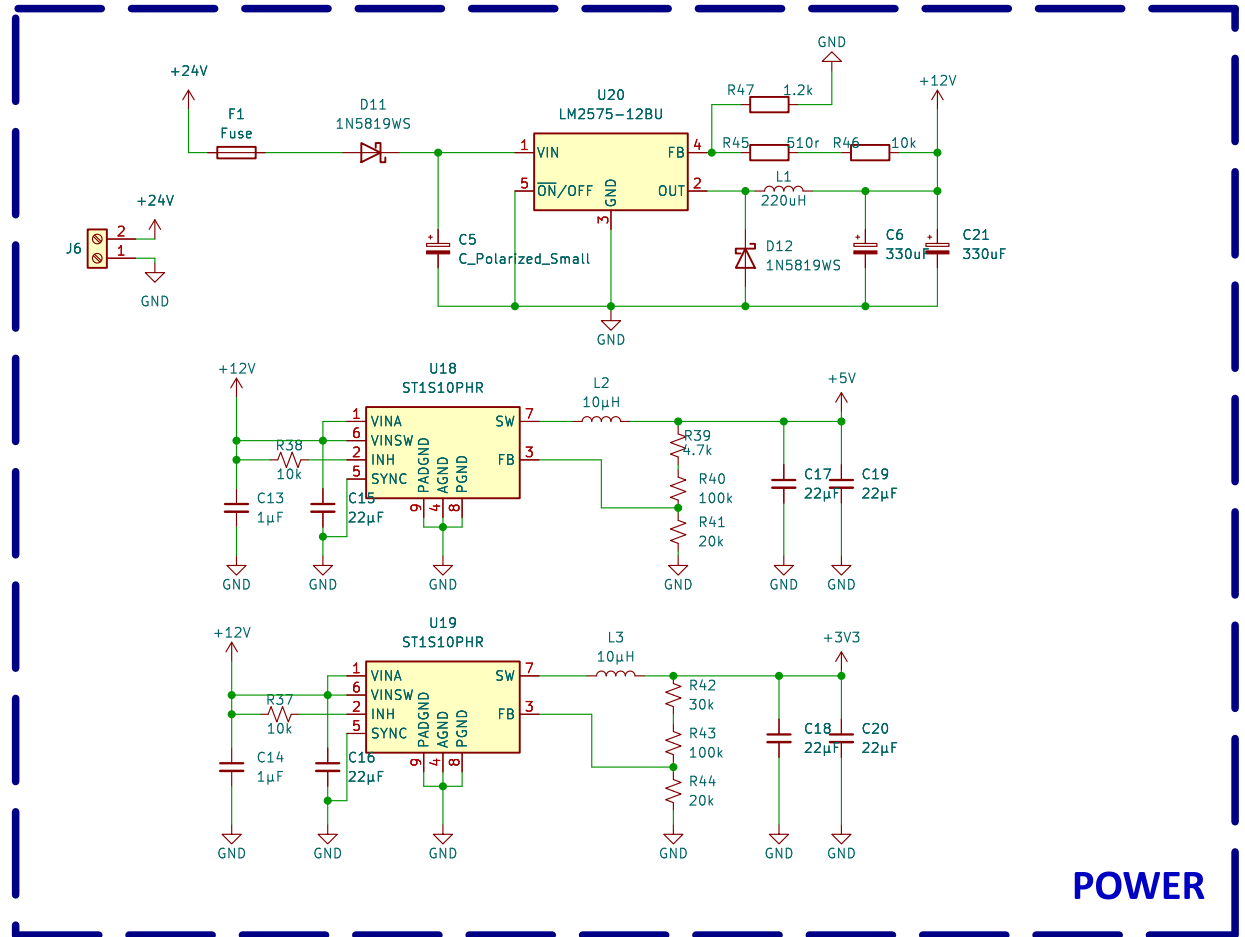 GND
+24V
+12V
R47 1.2k
U20
LM2575-12BU
D11
1N5819WS
F1
Fuse
1 VIN
FB 4
R45 510r R46 10k
5 ON/OFF
GND
OUT 2
3
L1
220uH
+24V
J6
2
1
GND
C5
C_Polarized_Small
D12
1N5819WS
C6
330uF
C21
330uF
GND
+12V
U18
ST1S10PHR
L2
10µH
+5V
1 VINA
SW 7
6 VINSW
2 INH
FB 3
5 SYNC
PADGND
AGND
PGND
9 4 8
R38
10k
R39
4.7k
R40
100k
R41
20k
C13
1µF
C15
22µF
C17
22µF
C19
22µF
GND GND GND GND GND GND
+12V
U19
ST1S10PHR
L3
10µH
+3V3
1 VINA
SW 7
6 VINSW
2 INH
FB 3
5 SYNC
PADGND
AGND
PGND
9 4 8
R37
10k
R42
30k
R43
100k
R44
20k
C14
1µF
C16
22µF
C18
22µF
C20
22µF
GND GND GND GND GND GND
POWER